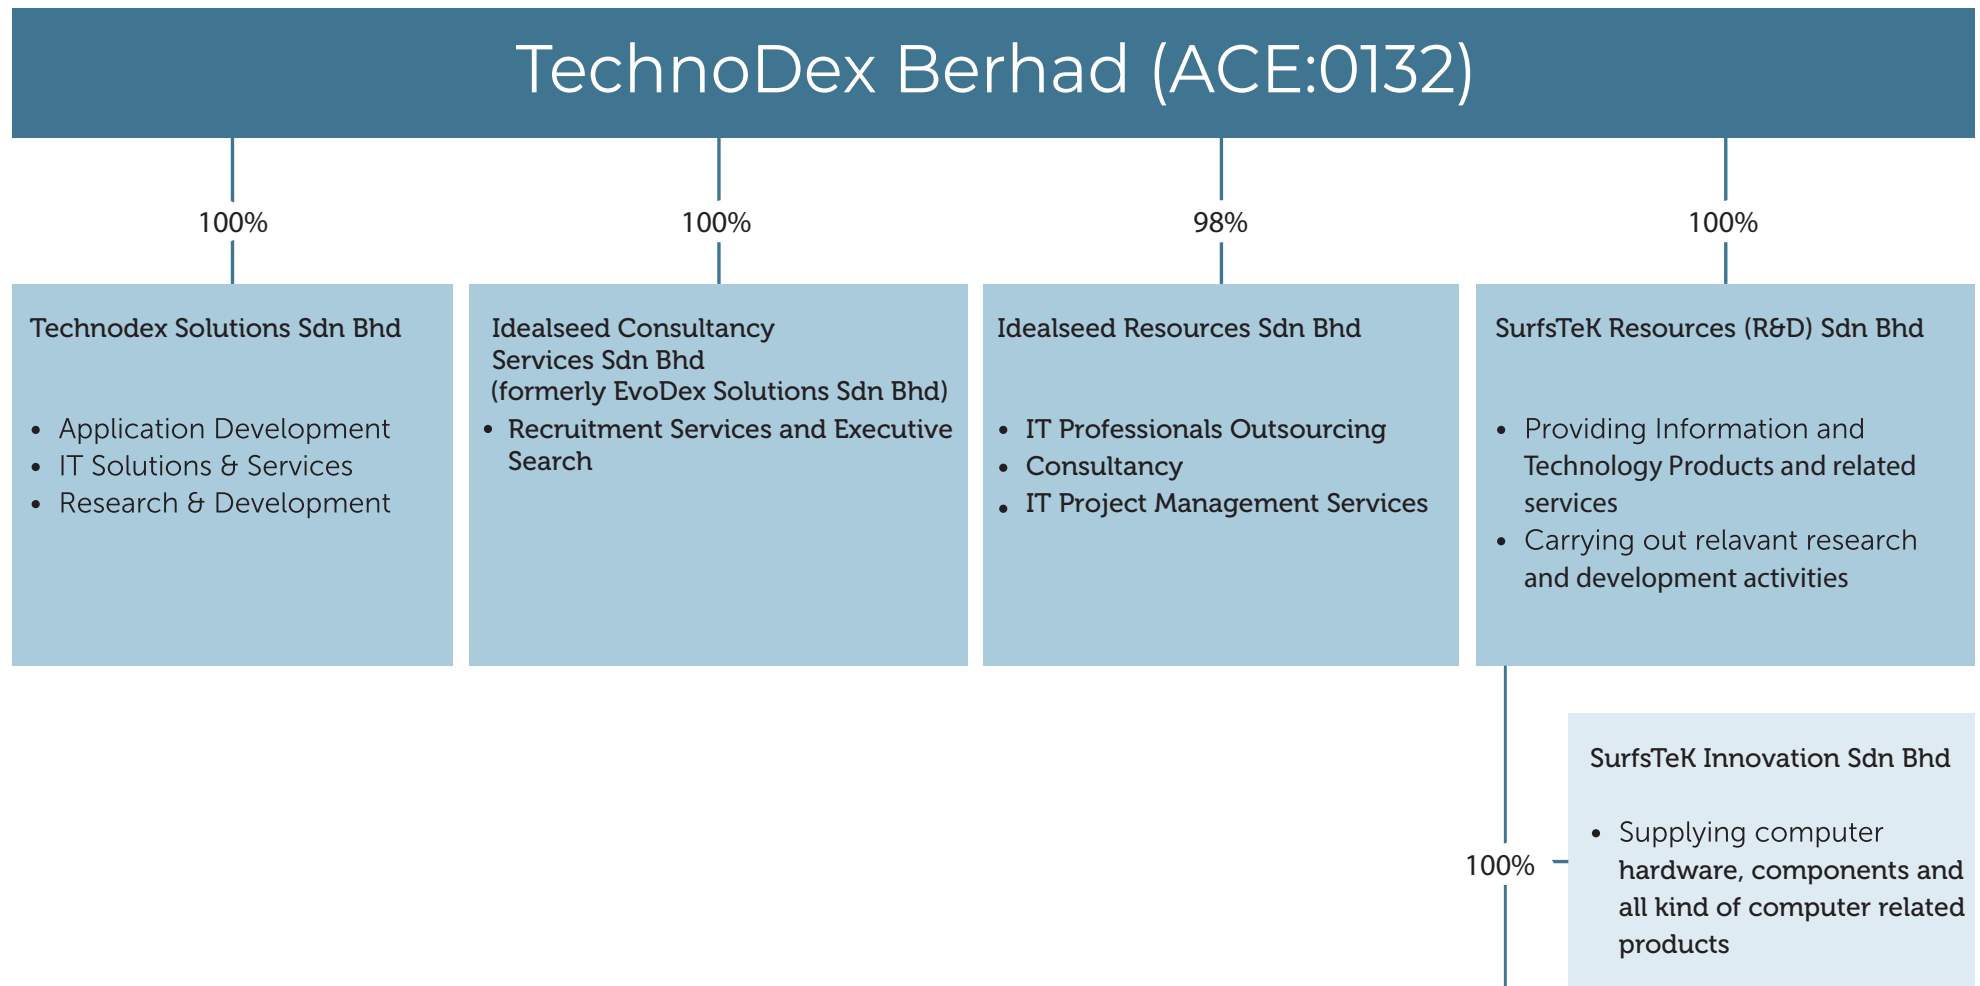 TechnoDex Berhad (ACE:0132)
100%
100%
98%
100%
Technodex Solutions Sdn Bhd
• Application Development
• IT Solutions & Services
• Research & Development
Idealseed Consultancy
Services Sdn Bhd
(formerly EvoDex Solutions Sdn Bhd)
• Recruitment Services and Executive
Search
Idealseed Resources Sdn Bhd
• IT Professionals Outsourcing
• Consultancy
• IT Project Management Services
SurfsTeK Resources (R&D) Sdn Bhd
• Providing Information and
Technology Products and related
services
• Carrying out relavant research
and development activities
100%
SurfsTeK Innovation Sdn Bhd
• Supplying computer
hardware, components and
all kind of computer related
products